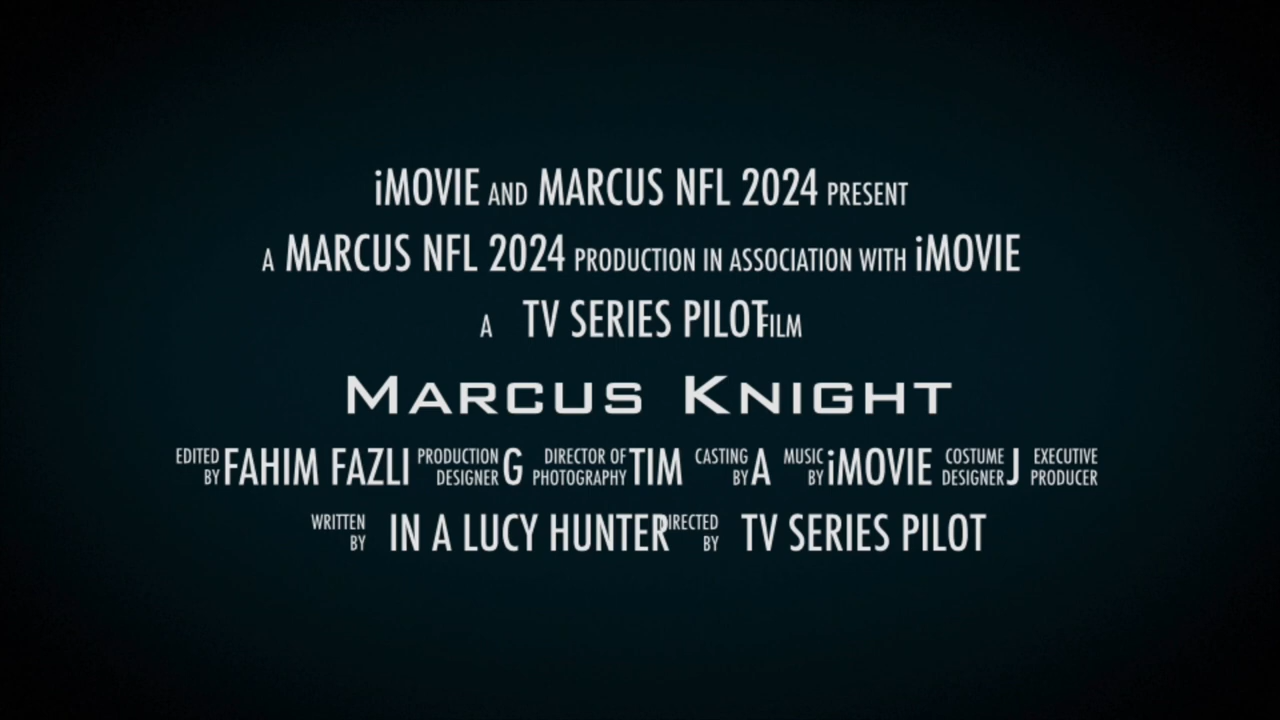 iMOVIE AND MARCUS NFL 2024 PRESENT
A MARCUS NFL 2024 PRODUCTION IN ASSOCIATION WITH iMOVIE
A TV SERIES PILOT FILM
MARCUS KNIGHT
EDITED BY FAHIM FAZLI PRODUCTION DESIGNER G DIRECTOR OF PHOTOGRAPHY TIM CASTING BY A MUSIC BY iMOVIE COSTUME DESIGNER J EXECUTIVE PRODUCER
WRITTEN BY IN A LUCY HUNTER DIRECTED BY TV SERIES PILOT